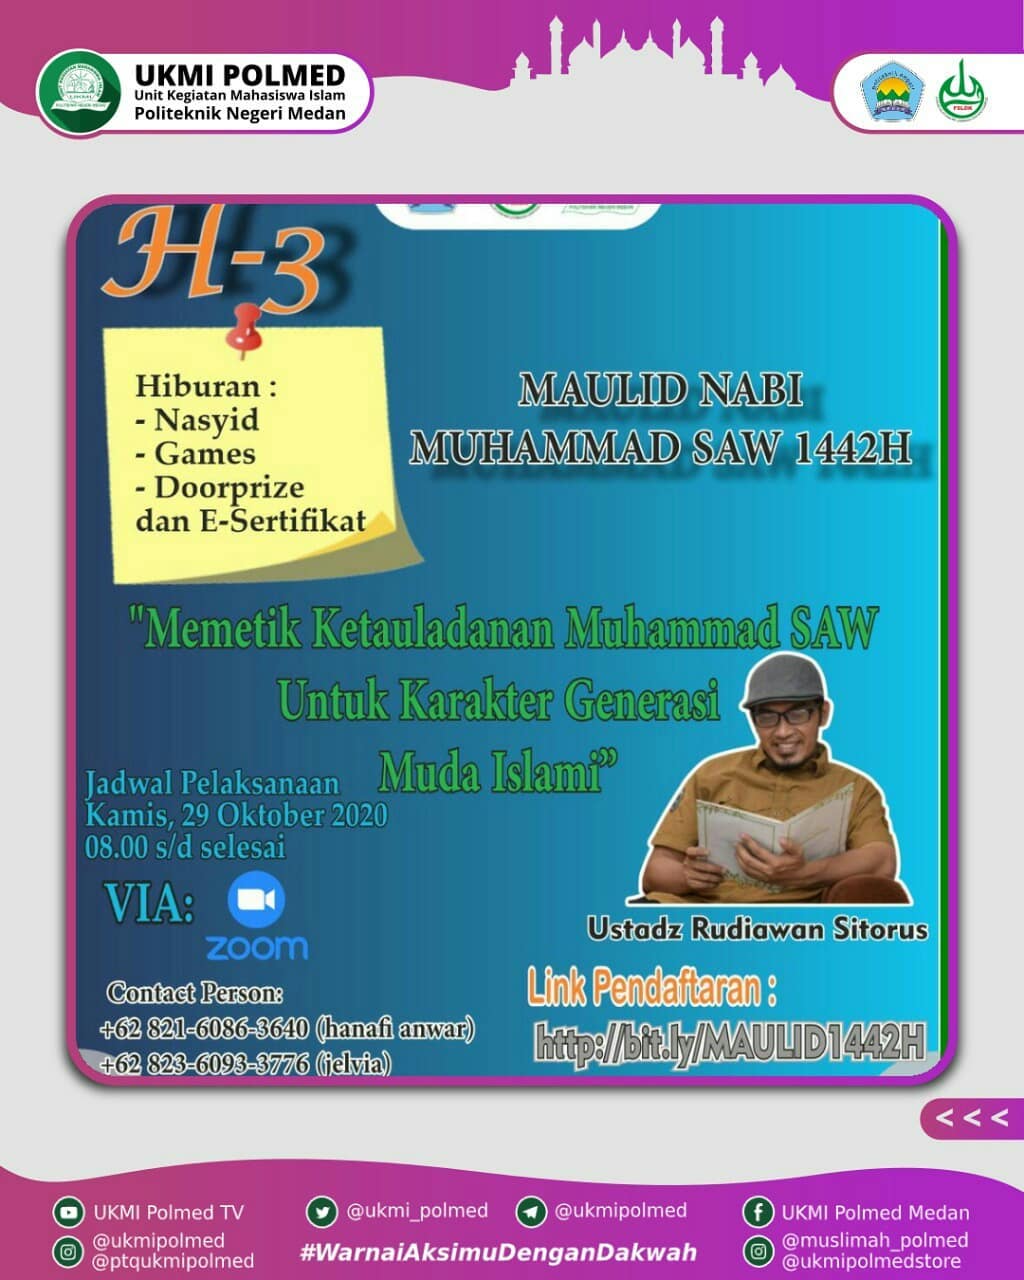 UKMI POLMED
Unit Kegiatan Mahasiswa Islam
Politeknik Negeri Medan
H-3
Hiburan :
- Nasyid
- Games
- Doorprize
dan E-Sertifikat
MAULID NABI
MUHAMMAD SAW 1442H
"Memetik Ketauladanan Muhammad SAW
Untuk Karakter Generasi
Muda Islami”
Jadwal Pelaksanaan
Kamis, 29 Oktober 2020
08.00 s/d selesai
VIA:
zoom
Ustadz Rudiawan Sitorus
Contact Person:
+62 821-6086-3640 (hanafi anwar)
+62 823-6093-3776 (jelvia)
Link Pendaftaran :
http://bit.ly/MAULID1442H
< < <
UKMI Polmed TV
@ukmipolmed
@ptqukmipolmed
@ukmi_polmed
@ukmipolmed
#WarnaiAksimuDenganDakwah
UKMI Polmed Medan
@muslimah_polmed
@ukmipolmedstore